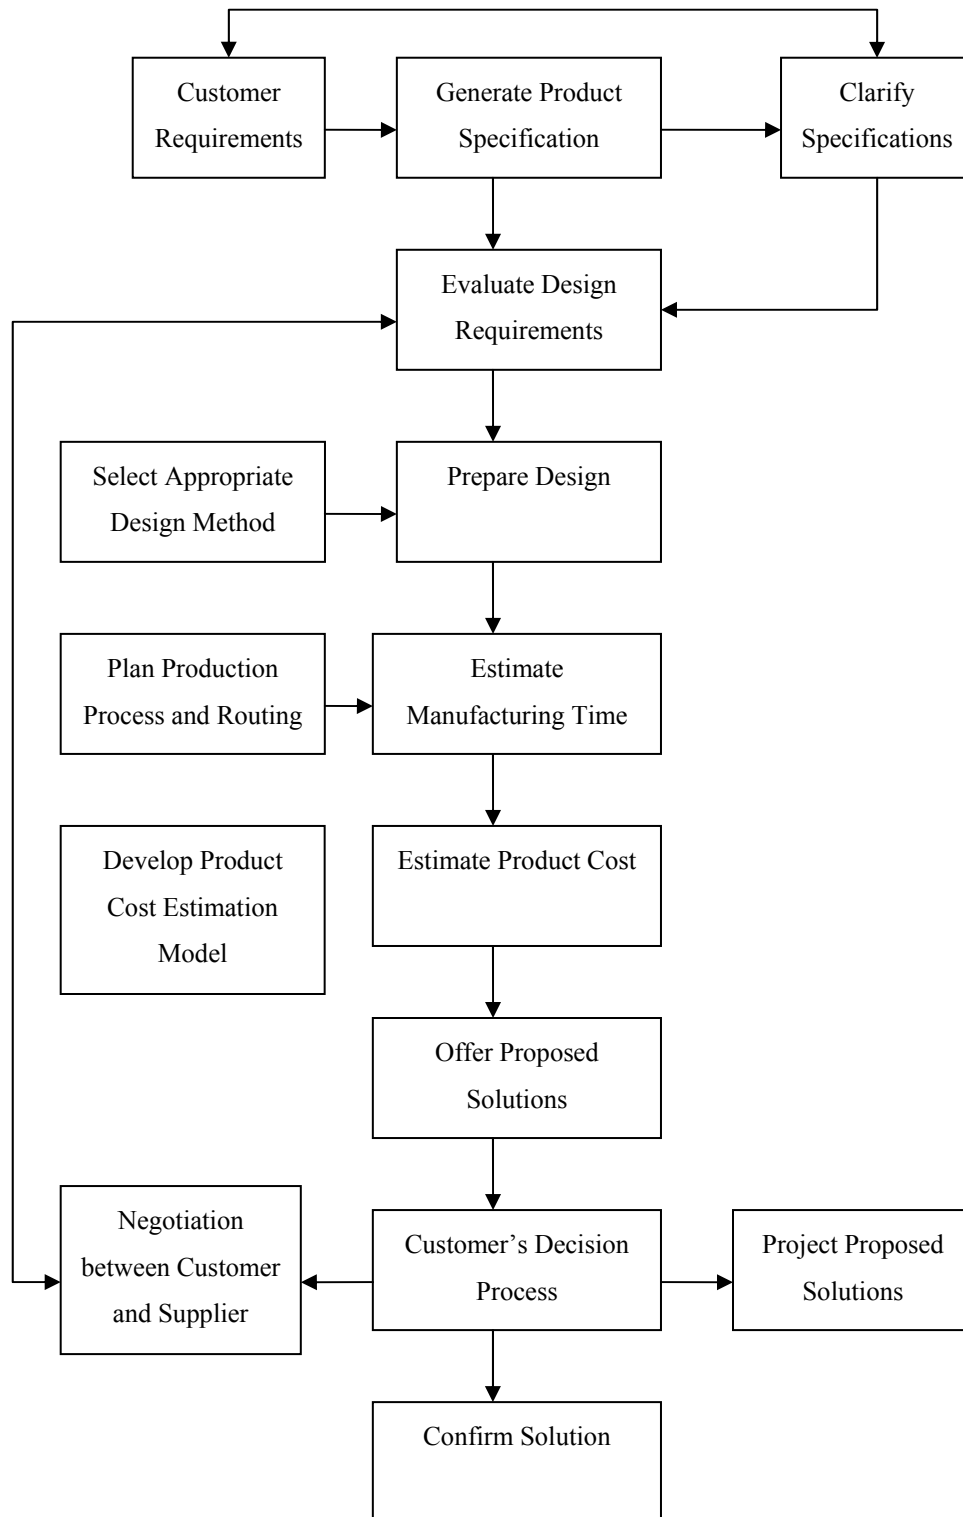 Customer
Requirements
Generate Product
Specification
Clarify
Specifications
Evaluate Design
Requirements
Select Appropriate
Design Method
Prepare Design
Plan Production
Process and Routing
Estimate
Manufacturing Time
Develop Product
Cost Estimation
Model
Estimate Product Cost
Offer Proposed
Solutions
Negotiation
between Customer
and Supplier
Customer’s Decision
Process
Project Proposed
Solutions
Confirm Solution